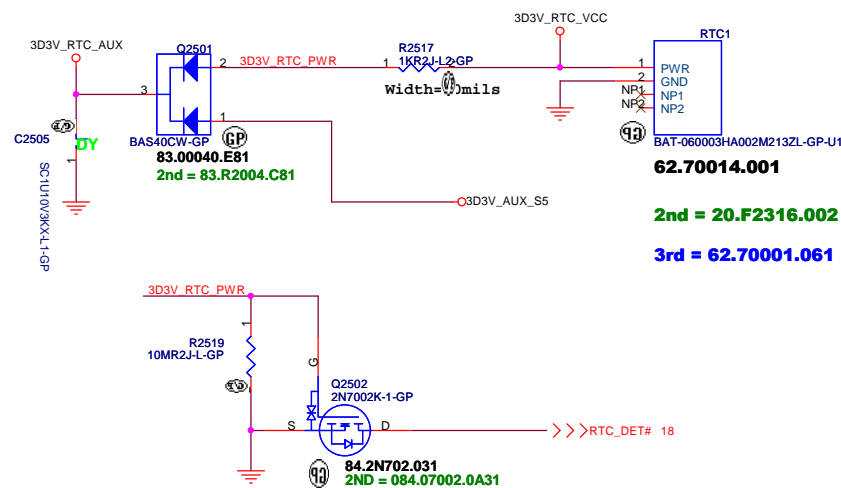 3D3V_RTC_VCC
3D3V_RTC_AUX
RTC1
Q2501
R2517
1KR2J-L2-GP
2
3D3V_RTC_PWR
1
2
1
PWR
2
GND
NP1
NP1
NP2
NP2
3
1
C2505
DY
1
SC1U10V3KX-L1-GP
BAS40CW-GP
GP
83.00040.E81
2nd = 83.R2004.C81
GP
BAT-060003HA002M213ZL-GP-U1
62.70014.001
3D3V_AUX_S5
2nd = 20.F2316.002
3rd = 62.70001.061
3D3V_RTC_PWR
1
R2519
10MR2J-L-GP
G
Q2502
2N7002K-1-GP
S
D
RTC_DET# 18
GP
84.2N702.031
2ND = 084.07002.0A31